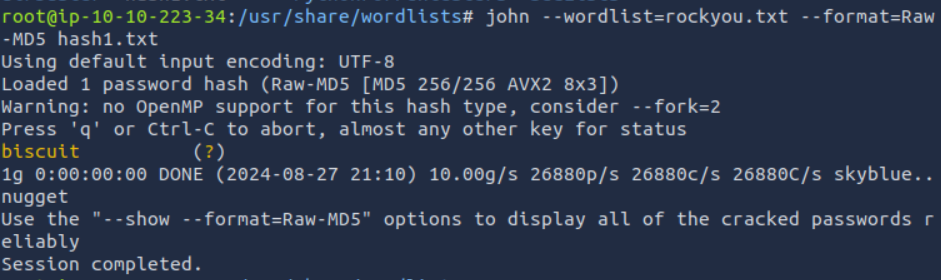 root@ip-10-10-223-34:/usr/share/wordlists# john --wordlist=rockyou.txt --format=Raw
-MD5 hash1.txt
Using default input encoding: UTF-8
Loaded 1 password hash (Raw-MD5 [MD5 256/256 AVX2 8x3])
Warning: no OpenMP support for this hash type, consider --fork=2
Press 'q' or Ctrl-C to abort, almost any other key for status
biscuit          (?)
1g 0:00:00:00 DONE (2024-08-27 21:10) 10.00g/s 26880p/s 26880c/s 26880C/s skyblue..
nugget
Use the "--show --format=Raw-MD5" options to display all of the cracked passwords r
eliably
Session completed.